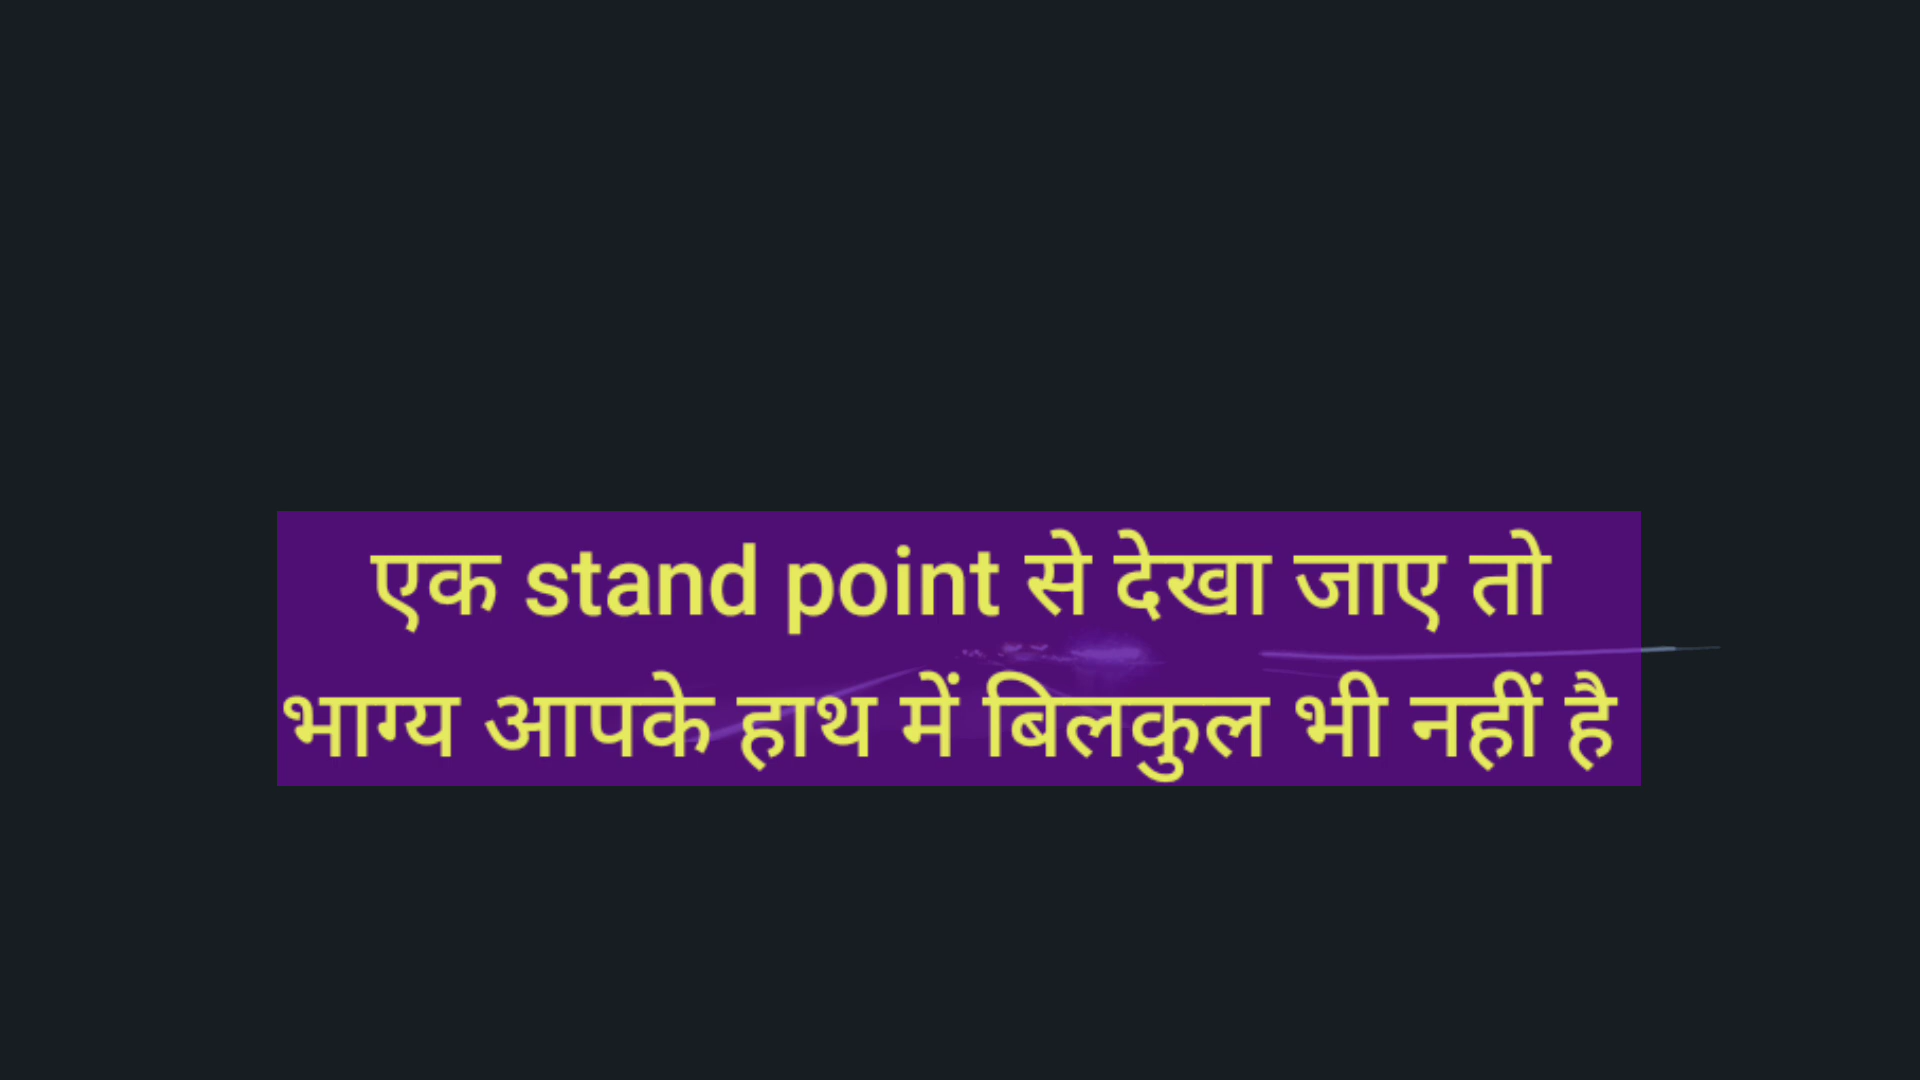 एक stand point से देखा जाए तो
भाग्य आपके हाथ में बिलकुल भी नहीं है